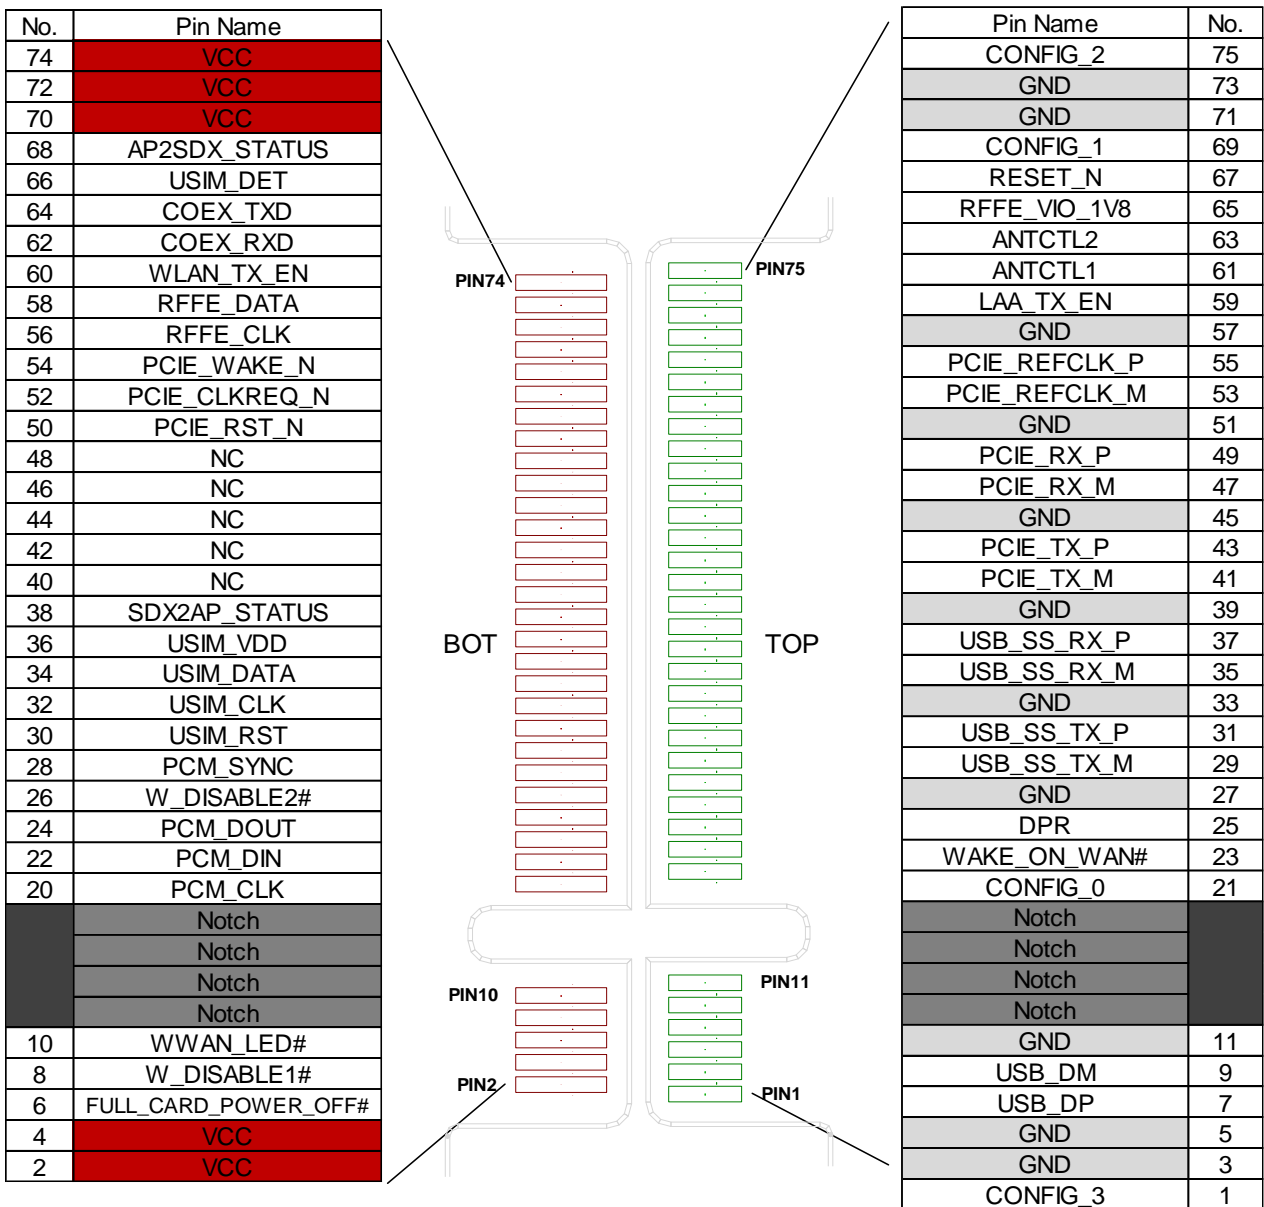 No. Pin Name
74 VCC
72 VCC
70 VCC
68 AP2SDX_STATUS
66 USIM_DET
64 COEX_TXD
62 COEX_RXD
60 WLAN_TX_EN
58 RFFE_DATA
56 RFFE_CLK
54 PCIE_WAKE_N
52 PCIE_CLKREQ_N
50 PCIE_RST_N
48 NC
46 NC
44 NC
42 NC
40 NC
38 SDX2AP_STATUS
36 USIM_VDD
34 USIM_DATA
32 USIM_CLK
30 USIM_RST
28 PCM_SYNC
26 W_DISABLE2#
24 PCM_DOUT
22 PCM_DIN
20 PCM_CLK
Notch
Notch
Notch
Notch
10 WWAN_LED#
8 W_DISABLE1#
6 FULL_CARD_POWER_OFF#
4 VCC
2 VCC
PIN74
BOT
PIN10
PIN2
PIN75
TOP
PIN11
PIN1
Pin Name No.
CONFIG_2 75
GND 73
GND 71
CONFIG_1 69
RESET_N 67
RFFE_VIO_1V8 65
ANTCTL2 63
ANTCTL1 61
LAA_TX_EN 59
GND 57
PCIE_REFCLK_P 55
PCIE_REFCLK_M 53
GND 51
PCIE_RX_P 49
PCIE_RX_M 47
GND 45
PCIE_TX_P 43
PCIE_TX_M 41
GND 39
USB_SS_RX_P 37
USB_SS_RX_M 35
GND 33
USB_SS_TX_P 31
USB_SS_TX_M 29
GND 27
DPR 25
WAKE_ON_WAN# 23
CONFIG_0 21
Notch
Notch
Notch
Notch
GND 11
USB_DM 9
USB_DP 7
GND 5
GND 3
CONFIG_3 1